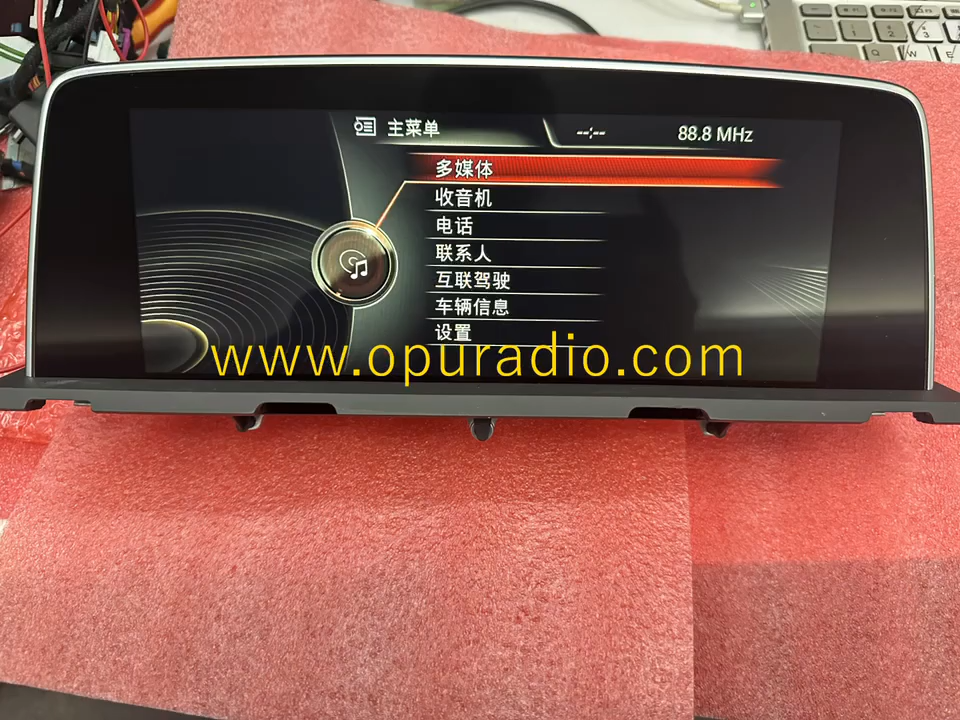 主菜单
--:--
88.8 MHz
多媒体
收音机
电话
联系人
互联驾驶
车辆信息
设置
www.opuradio.com
Q
W
E